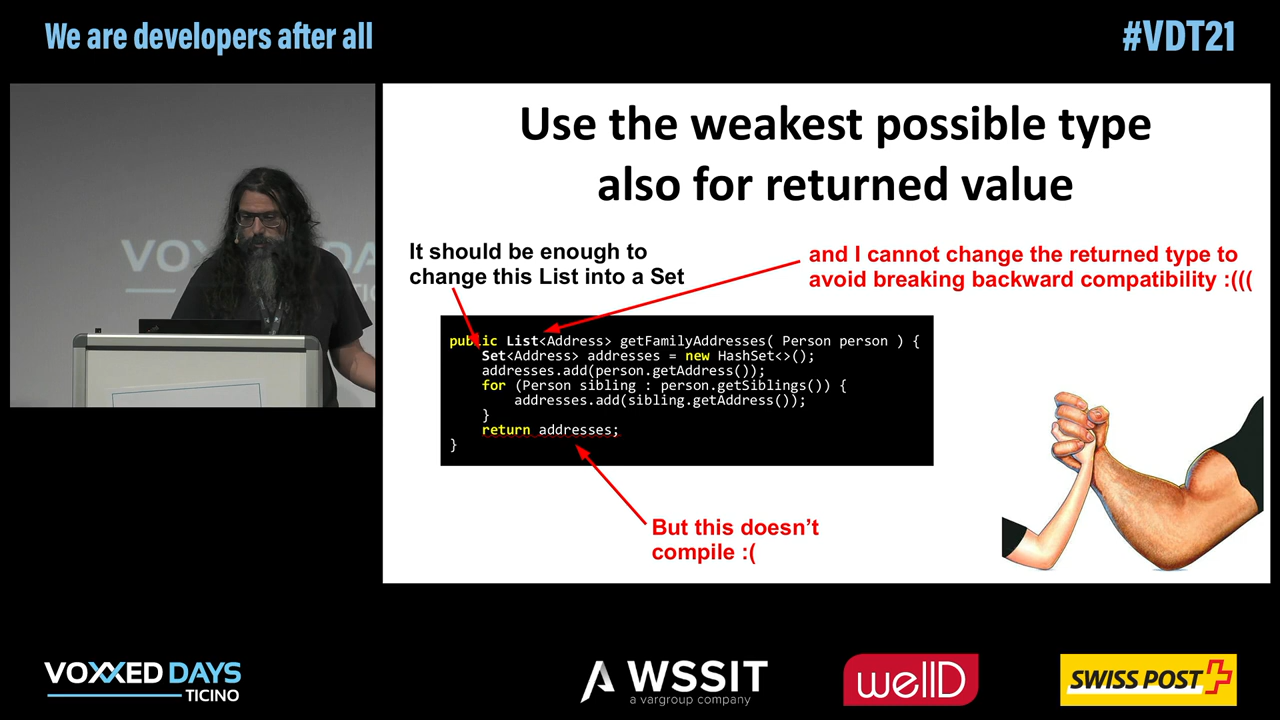 We are developers after all
#VDT21
Use the weakest possible type
also for returned value
It should be enough to
change this List into a Set
and I cannot change the returned type to
avoid breaking backward compatibility :(((
public List<Address> getFamilyAddresses( Person person ) {
    Set<Address> addresses = new HashSet<>();
    addresses.add(person.getAddress());
    for (Person sibling : person.getSiblings()) {
        addresses.add(sibling.getAddress());
    }
    return addresses;
}
But this doesn’t
compile :(
VOXXED DAYS
TICINO
WSSIT
a vargroup company
wellD
SWISS POST